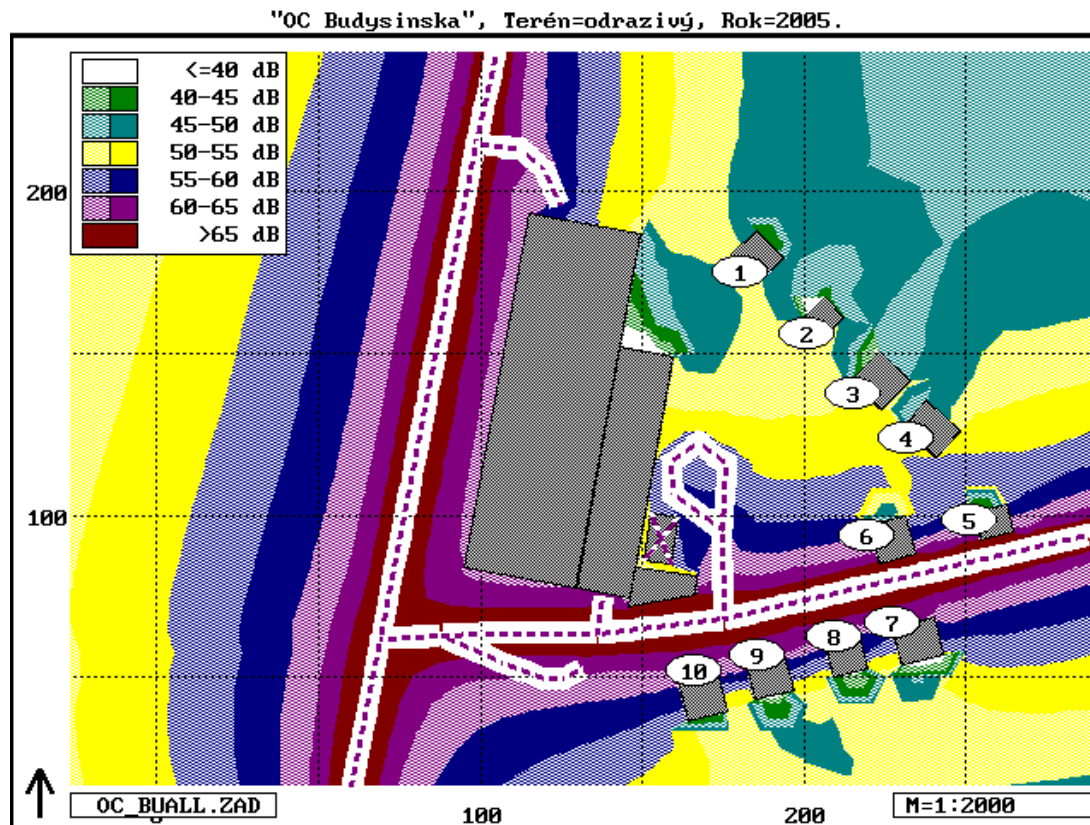 "OC Budysinska", Terén=odrazivý, Rok=2005.
<=40 dB
40-45 dB
45-50 dB
50-55 dB
55-60 dB
60-65 dB
>65 dB
200
1
2
3
4
100
5
6
7
8
9
10
OC_BUALL.ZAD
100
200
M=1:2000